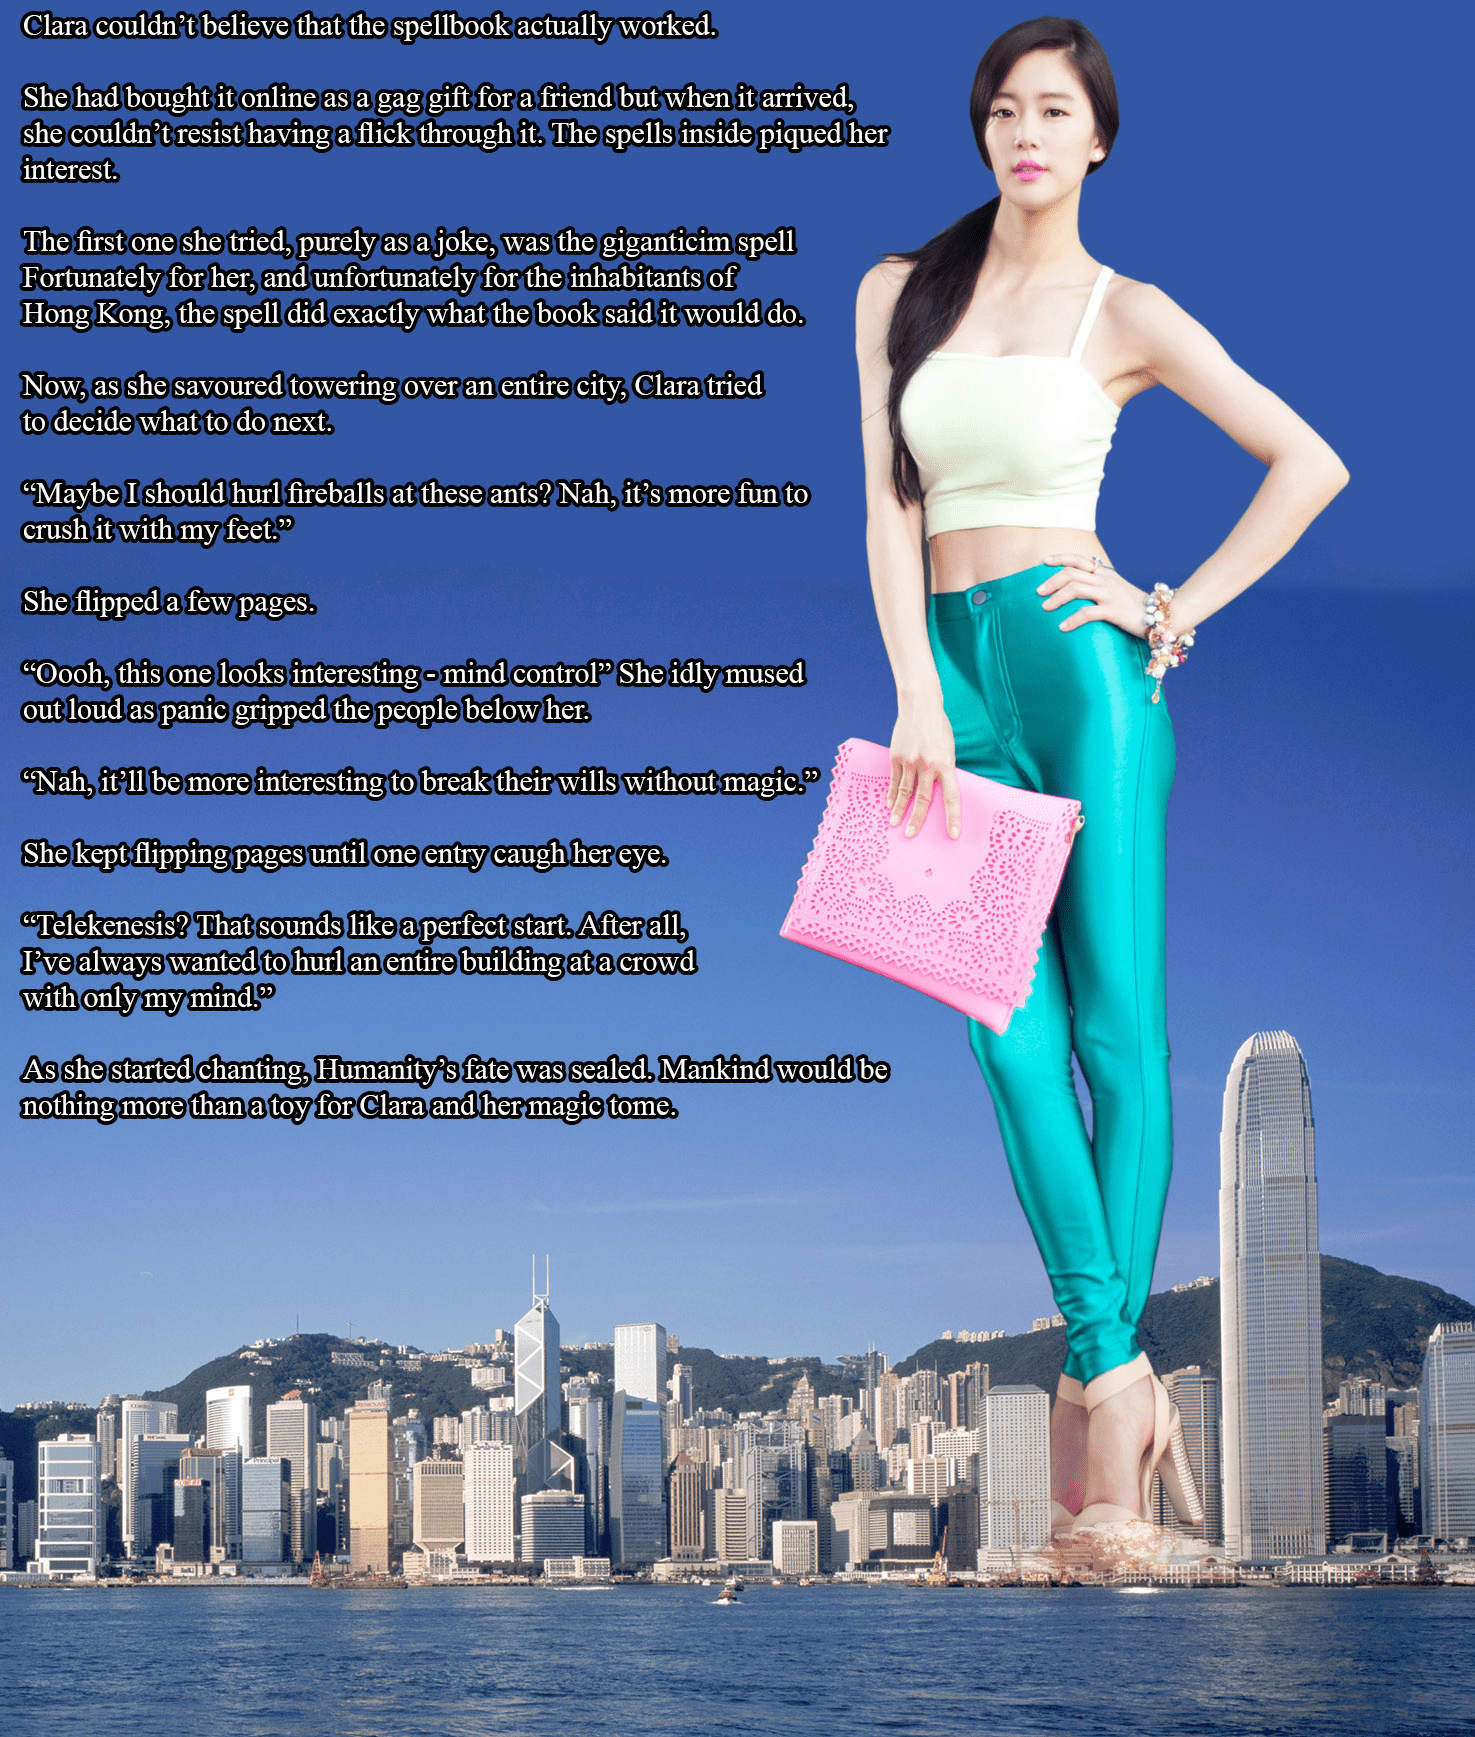 Clara couldn’t believe that the spellbook actually worked.
She had bought it online as a gag gift for a friend but when it arrived,
she couldn’t resist having a flick through it. The spells inside piqued her
interest.
The first one she tried, purely as a joke, was the giganticim spell
Fortunately for her, and unfortunately for the inhabitants of
Hong Kong, the spell did exactly what the book said it would do.
Now, as she savoured towering over an entire city, Clara tried
to decide what to do next.
“Maybe I should hurl fireballs at these ants? Nah, it’s more fun to
crush it with my feet.”
She flipped a few pages.
“Oooh, this one looks interesting - mind control” She idly mused
out loud as panic gripped the people below her.
“Nah, it’ll be more interesting to break their wills without magic.”
She kept flipping pages until one entry caugh her eye.
“Telekenesis? That sounds like a perfect start. After all,
I’ve always wanted to hurl an entire building at a crowd
with only my mind.”
As she started chanting, Humanity’s fate was sealed. Mankind would be
nothing more than a toy for Clara and her magic tome.